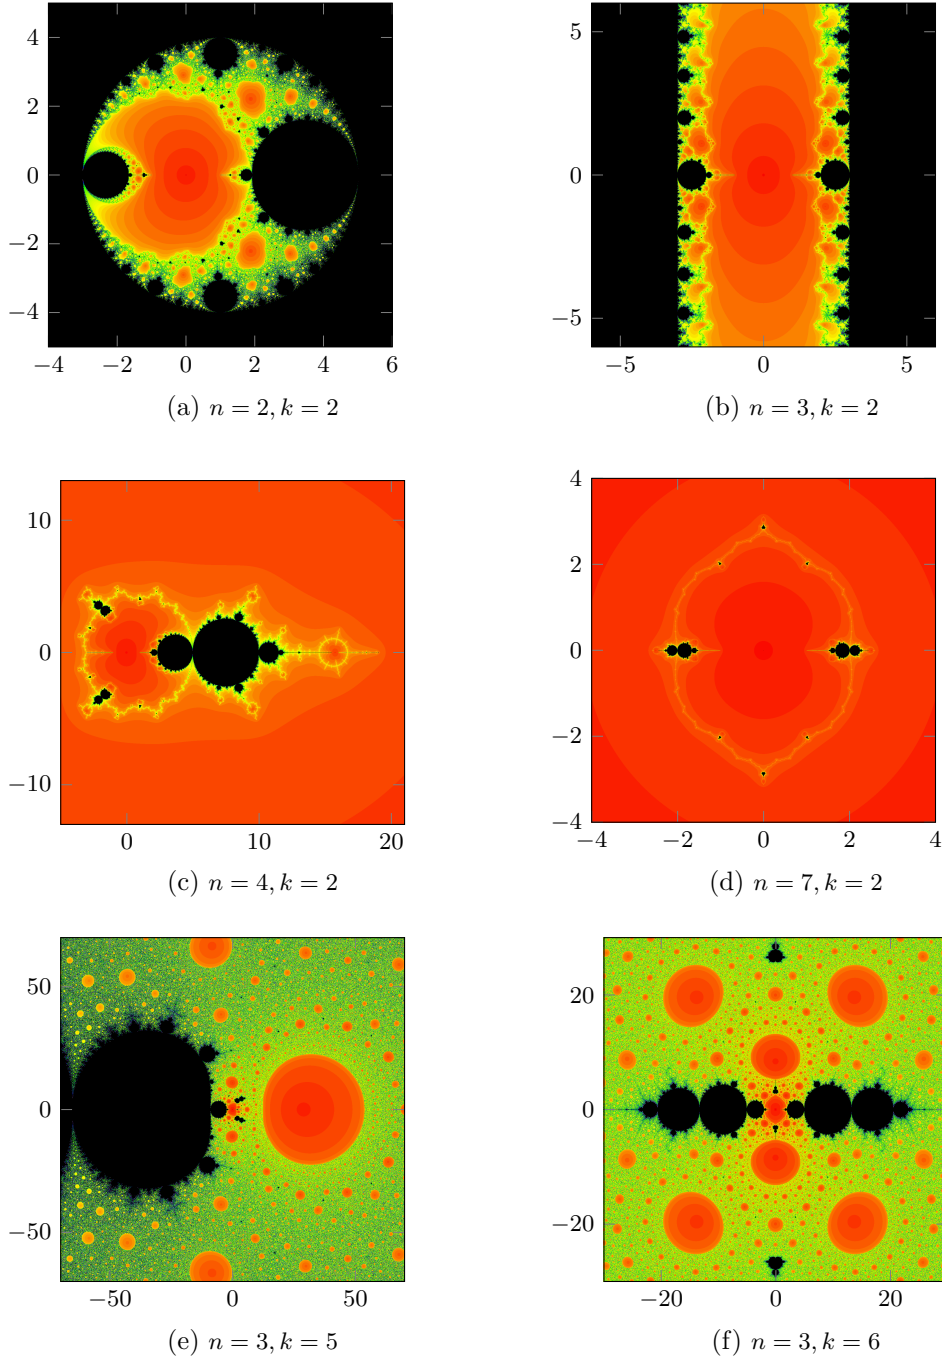 4
2
0
−2
−4
−4 −2 0 2 4 6
(a) n = 2, k = 2
5
0
−5
−5 0 5
(b) n = 3, k = 2
10
0
−10
0 10 20
(c) n = 4, k = 2
4
2
0
−2
−4
−4 −2 0 2 4
(d) n = 7, k = 2
50
0
−50
−50 0 50
(e) n = 3, k = 5
20
0
−20
−20 0 20
(f) n = 3, k = 6